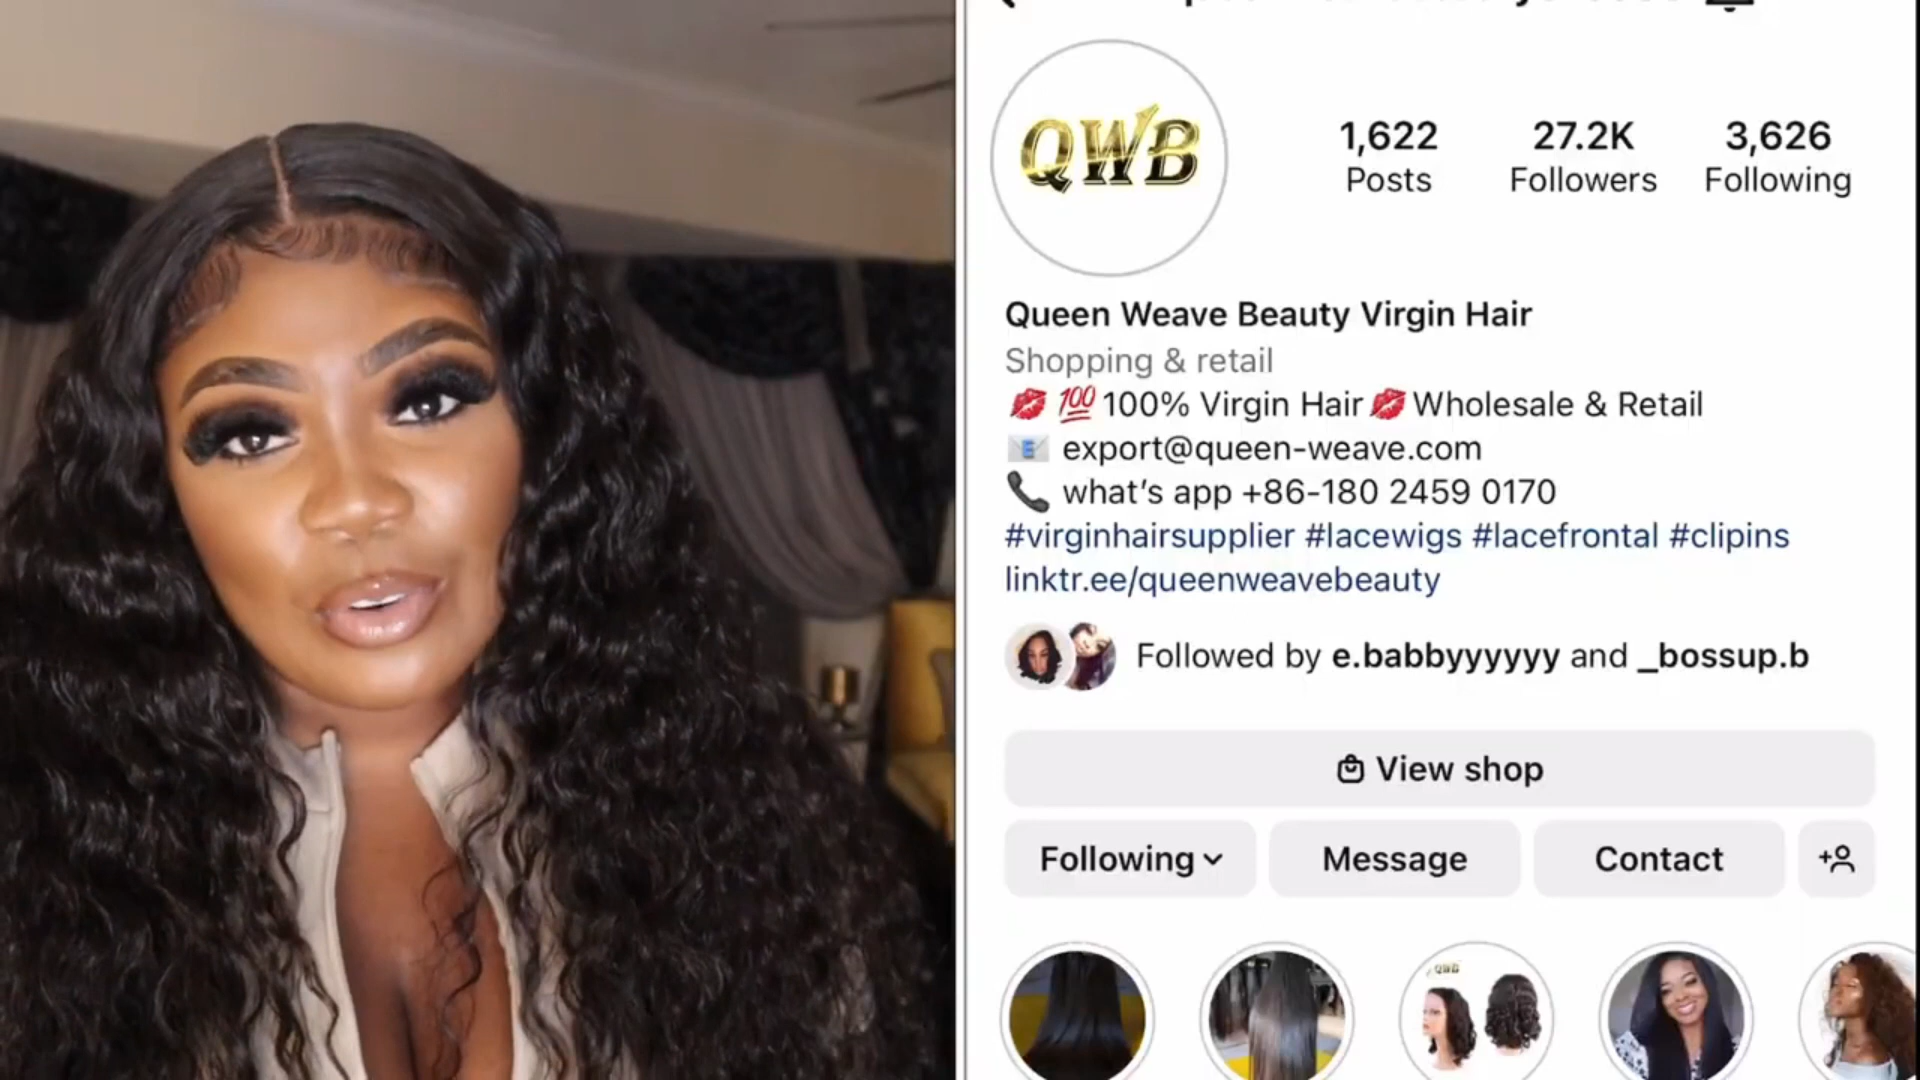 QWB
1,622
Posts
27.2K
Followers
3,626
Following
Queen Weave Beauty Virgin Hair
Shopping & retail
💋 💯 100% Virgin Hair 💋 Wholesale & Retail
📧 export@queen-weave.com
📞 what's app +86-180 2459 0170
#virginhairsupplier #lacewigs #lacefrontal #clipins
linktr.ee/queenweavebeauty
Followed by e.babbyyyyyy and _bossup.b
View shop
Following
Message
Contact
QWB